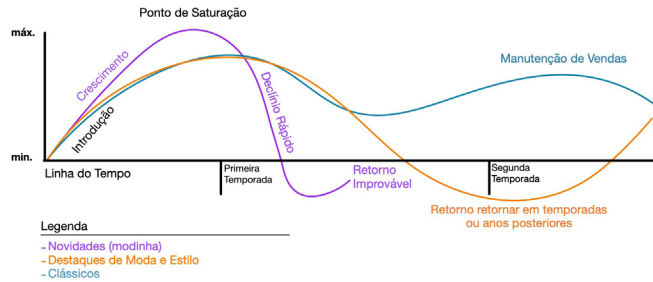 Ponto de Saturação
máx.
Crescimento
Introdução
Declínio Rápido
Manutenção de Vendas
min.
Linha do Tempo
Primeira
Temporada
Retorno
Improvável
Segunda
Temporada
Retorno retornar em temporadas
ou anos posteriores
Legenda
– Novidades (modinha)
– Destaques de Moda e Estilo
– Clássicos